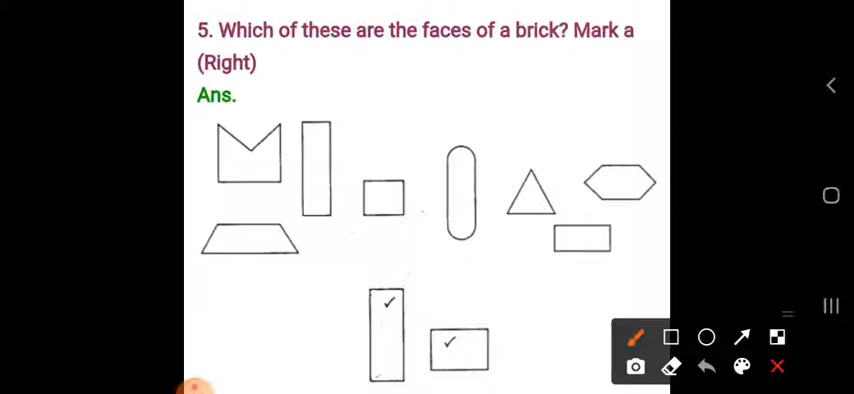 5. Which of these are the faces of a brick? Mark a
(Right)
Ans.